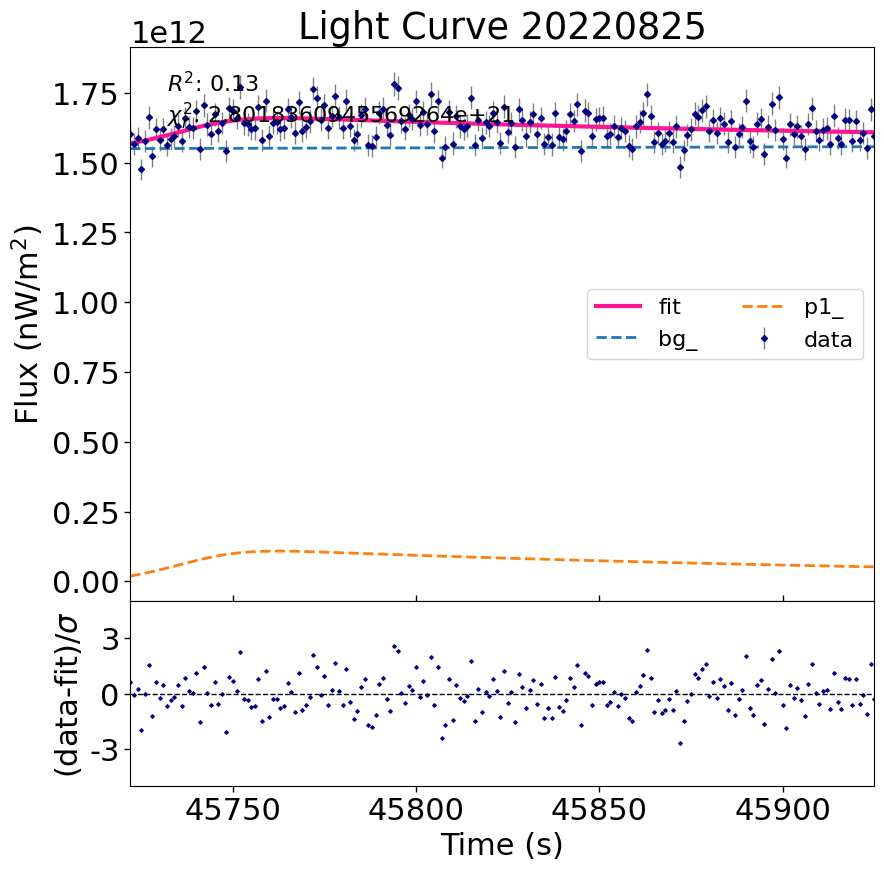 Light Curve 20220825
1e12
R²: 0.13
χ²: 2.8018360945569264e+21
1.75
1.50
1.25
1.00
0.75
0.50
0.25
0.00
Flux (nW/m²)
fit
p1_
bg_
data
3
0
-3
(data-fit)/σ
45750
45800
45850
45900
Time (s)